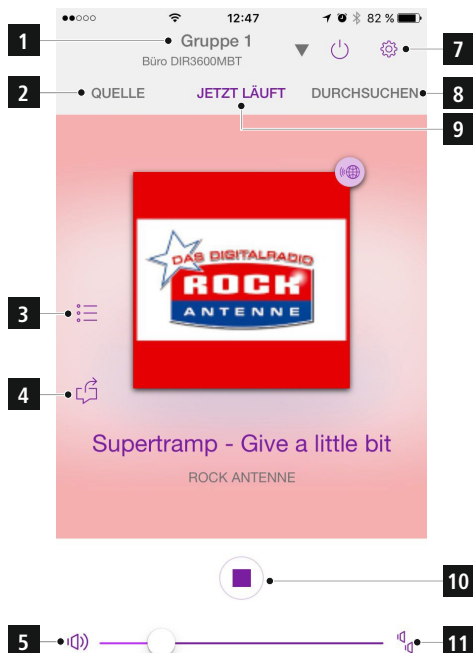 12:47
82 %
1
Gruppe 1
Büro DIR3600MBT
7
2
QUELLE
JETZT LÄUFT
DURCHSUCHEN
8
9
DAS DIGITALRADIO
ROCK
ANTENNE
3
4
Supertramp - Give a little bit
ROCK ANTENNE
10
5
11